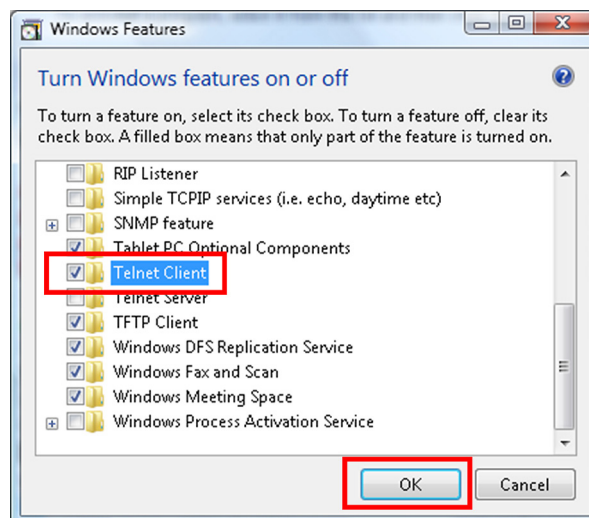 Windows Features
Turn Windows features on or off
To turn a feature on, select its check box. To turn a feature off, clear its
check box. A filled box means that only part of the feature is turned on.
RIP Listener
Simple TCPIP services (i.e. echo, daytime etc)
SNMP feature
Tablet PC Optional Components
Telnet Client
Telnet Server
TFTP Client
Windows DFS Replication Service
Windows Fax and Scan
Windows Meeting Space
Windows Process Activation Service
OK Cancel